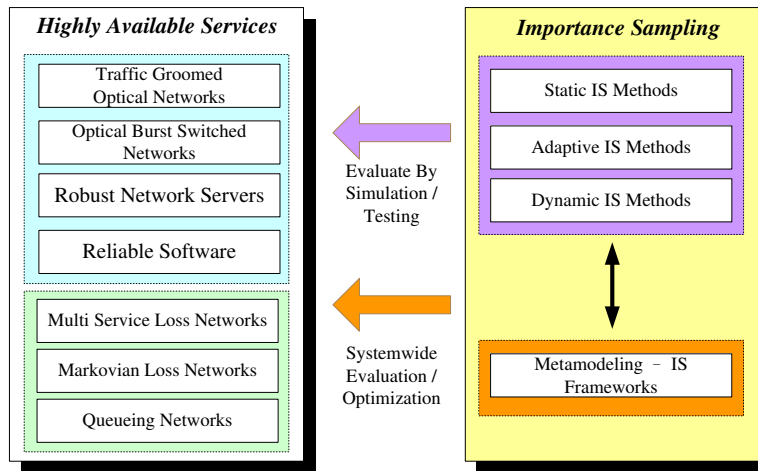 Highly Available Services
Traffic Groomed
Optical Networks
Optical Burst Switched
Networks
Robust Network Servers
Reliable Software
Multi Service Loss Networks
Markovian Loss Networks
Queueing Networks
Evaluate By
Simulation /
Testing
Systemwide
Evaluation /
Optimization
Importance Sampling
Static IS Methods
Adaptive IS Methods
Dynamic IS Methods
Metamodeling – IS
Frameworks